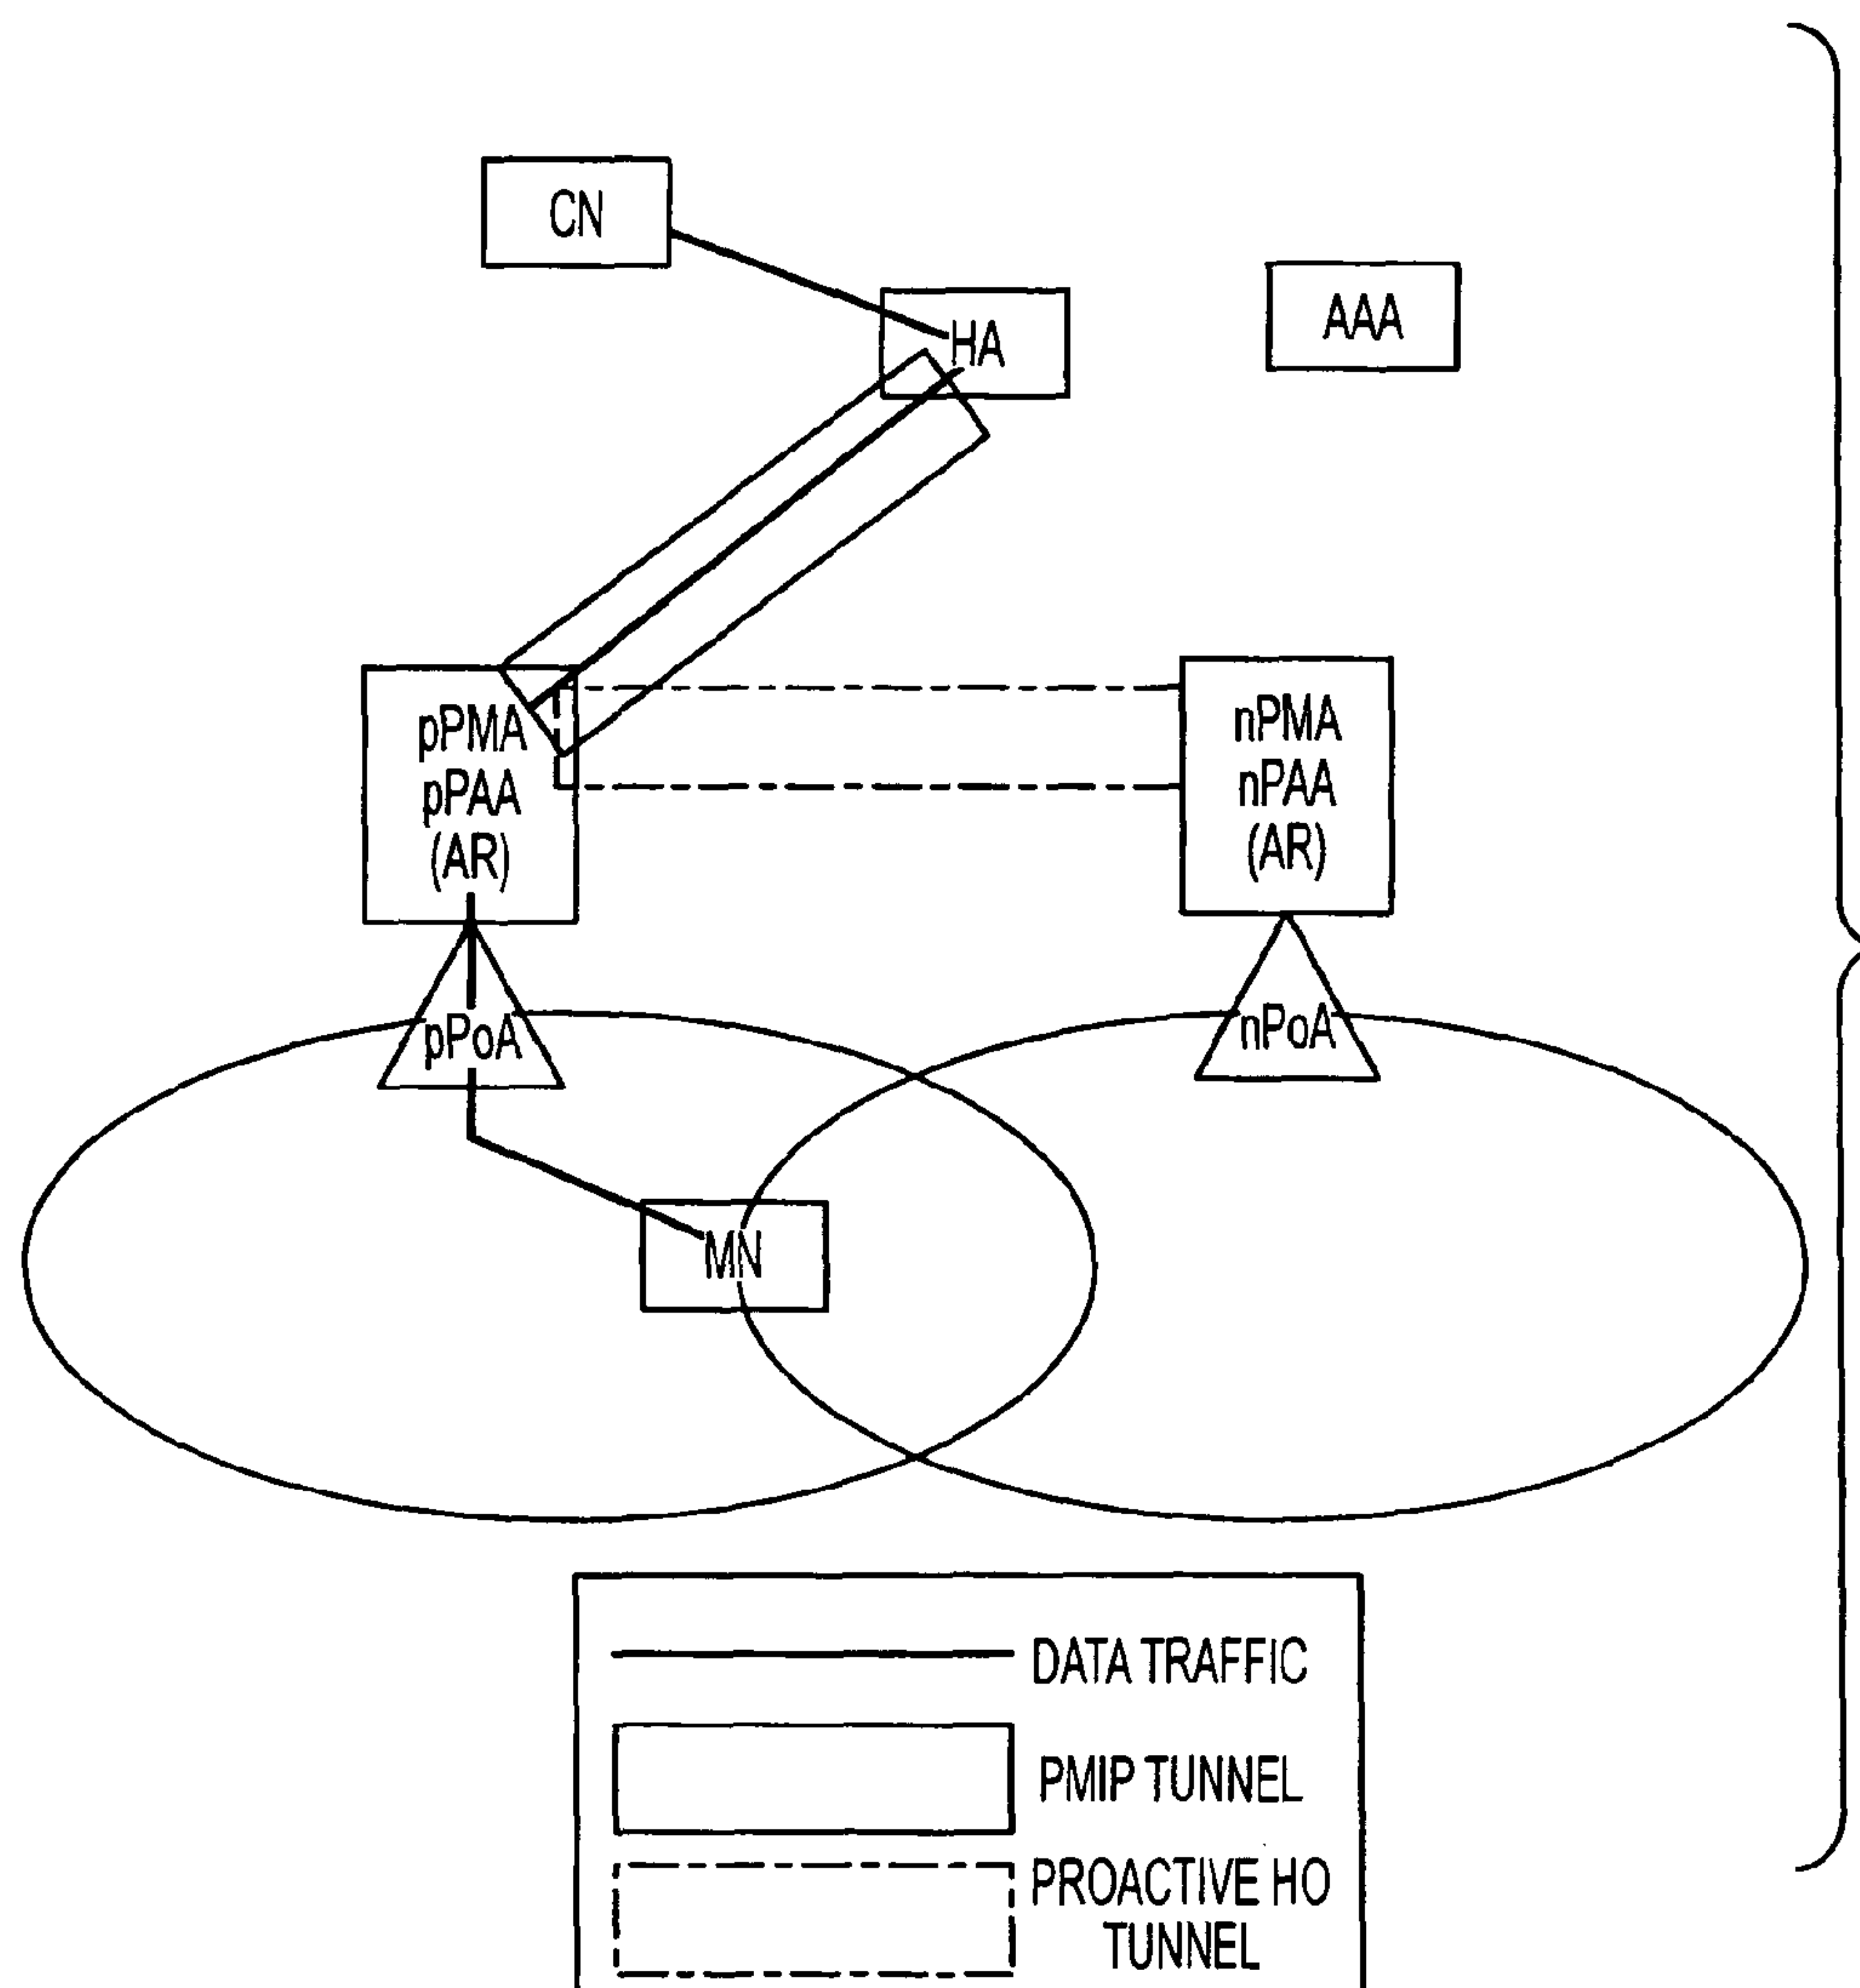 CN
HA
AAA
pPMA
pPAA
(AR)
nPMA
nPAA
(AR)
pPoA
nPoA
MN
DATA TRAFFIC
PMIP TUNNEL
PROACTIVE HO
TUNNEL